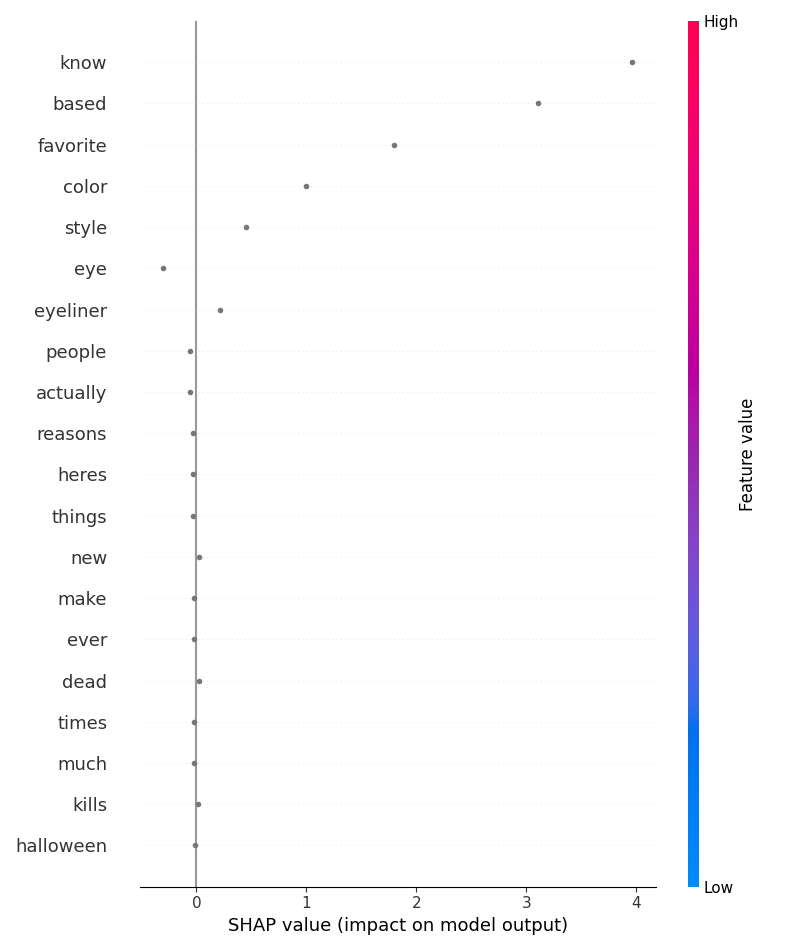 High
know
based
favorite
color
style
eye
eyeliner
people
actually
reasons
heres
things
new
make
ever
dead
times
much
kills
halloween
Feature value
Low
0 1 2 3 4
SHAP value (impact on model output)